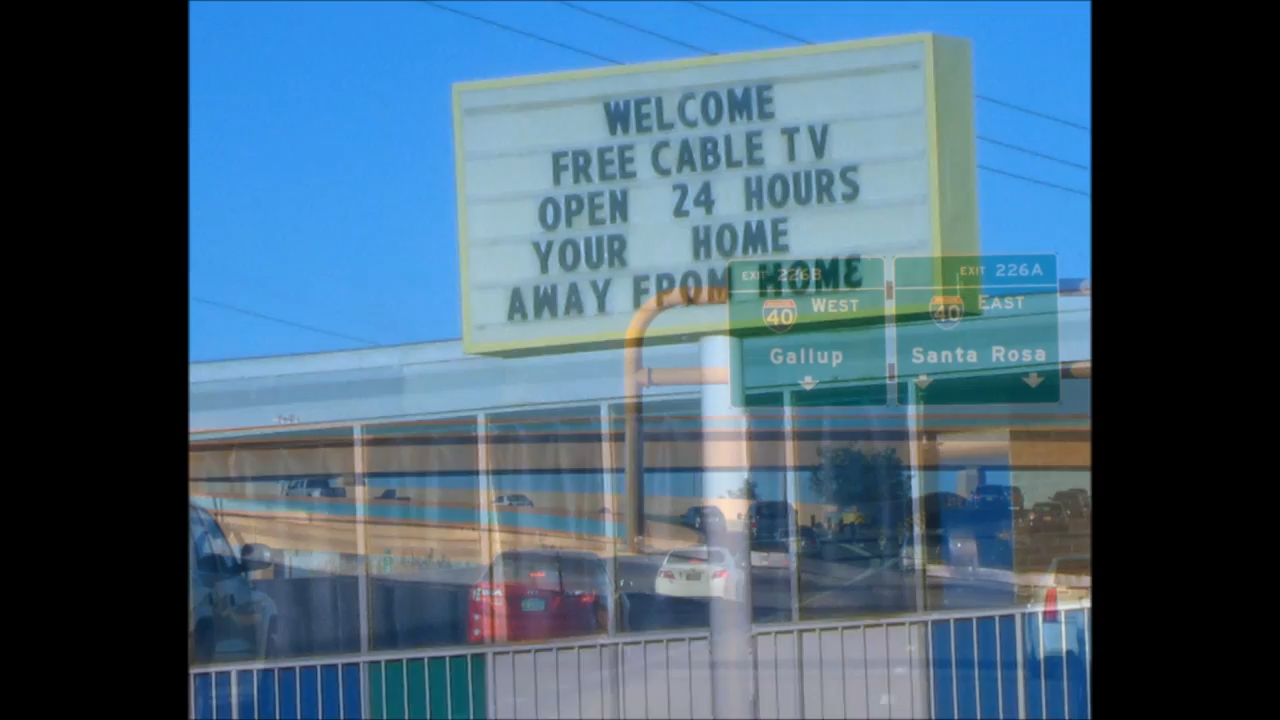 WELCOME
FREE CABLE TV
OPEN 24 HOURS
YOUR HOME
AWAY FROM HOME
EXIT 226B
40 WEST
Gallup
EXIT 226A
40 EAST
Santa Rosa